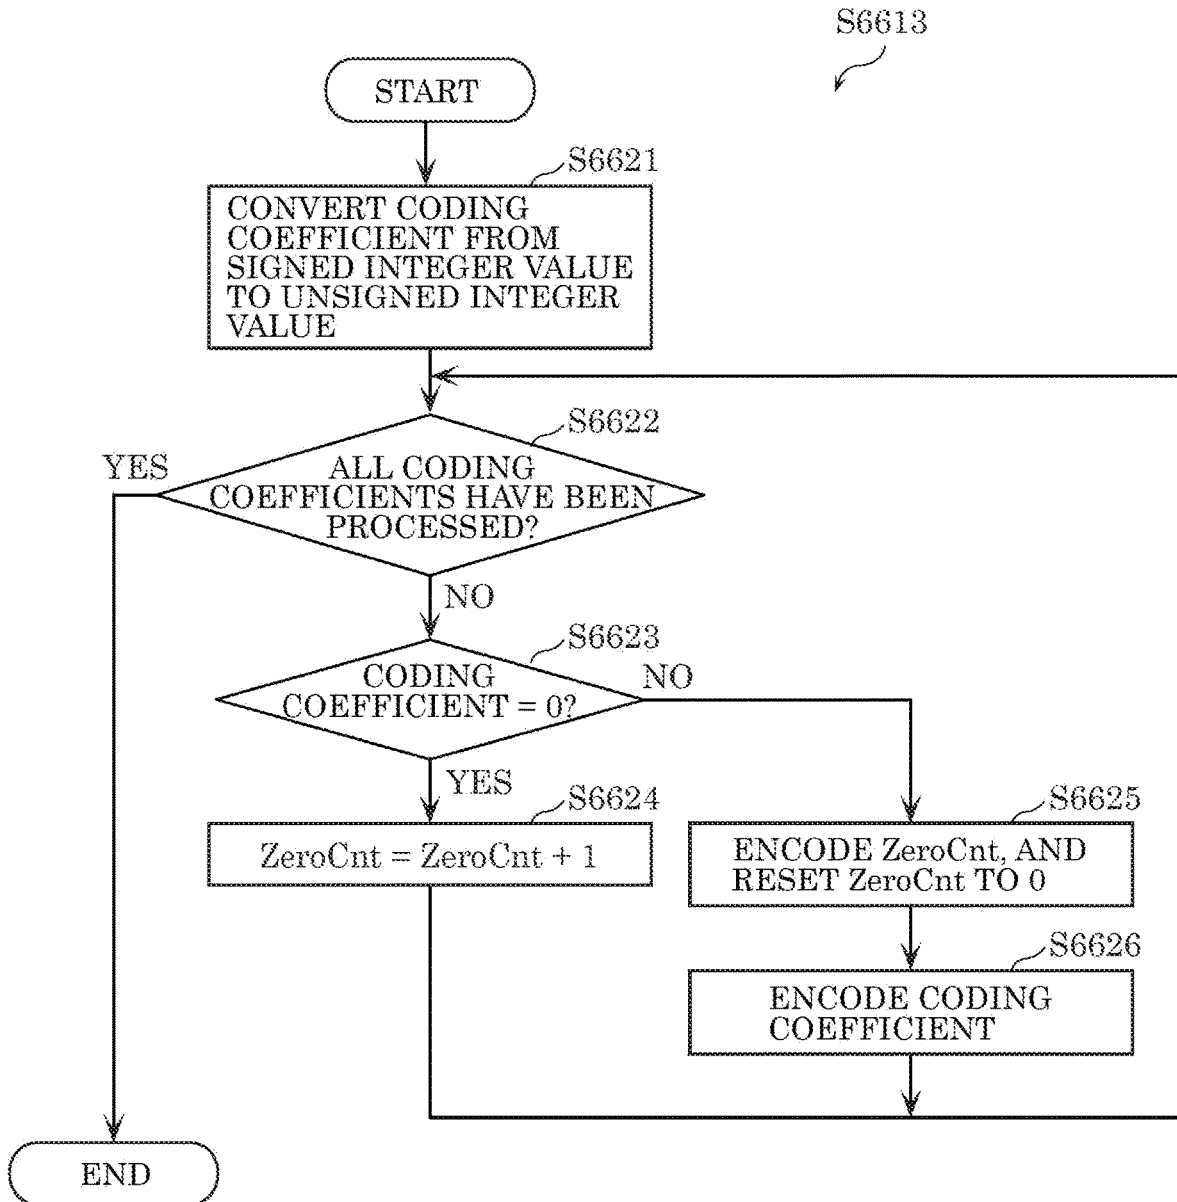 S6613
START
S6621
CONVERT CODING
COEFFICIENT FROM
SIGNED INTEGER VALUE
TO UNSIGNED INTEGER
VALUE
S6622
YES
ALL CODING
COEFFICIENTS HAVE BEEN
PROCESSED?
NO
S6623
CODING
COEFFICIENT = 0?
NO
YES
S6624
ZeroCnt = ZeroCnt + 1
S6625
ENCODE ZeroCnt, AND
RESET ZeroCnt TO 0
S6626
ENCODE CODING
COEFFICIENT
END